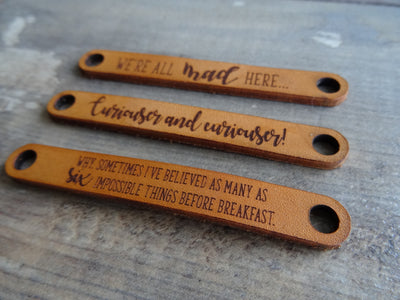 WE'RE ALL mad HERE...
Curiouser and curiouser!
WHY, SOMETIMES I'VE BELIEVED AS MANY AS
six IMPOSSIBLE THINGS BEFORE BREAKFAST.